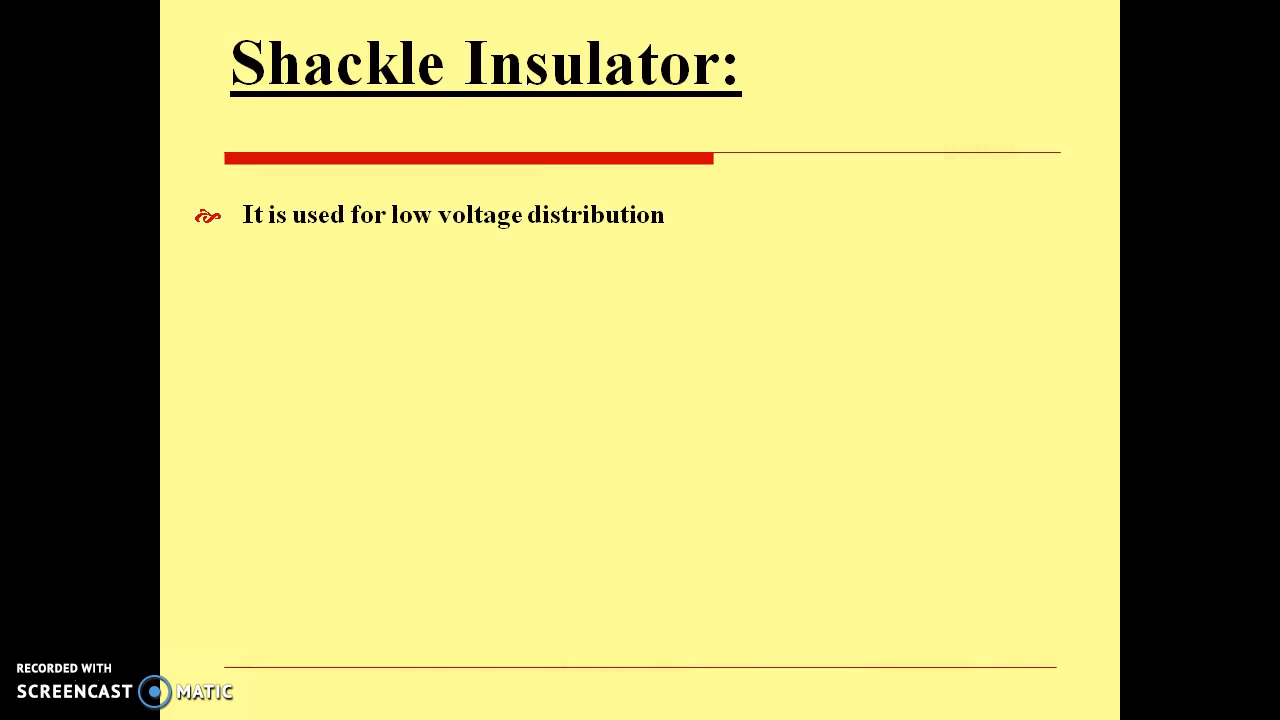 Shackle Insulator:
It is used for low voltage distribution
RECORDED WITH
SCREENCAST MATIC